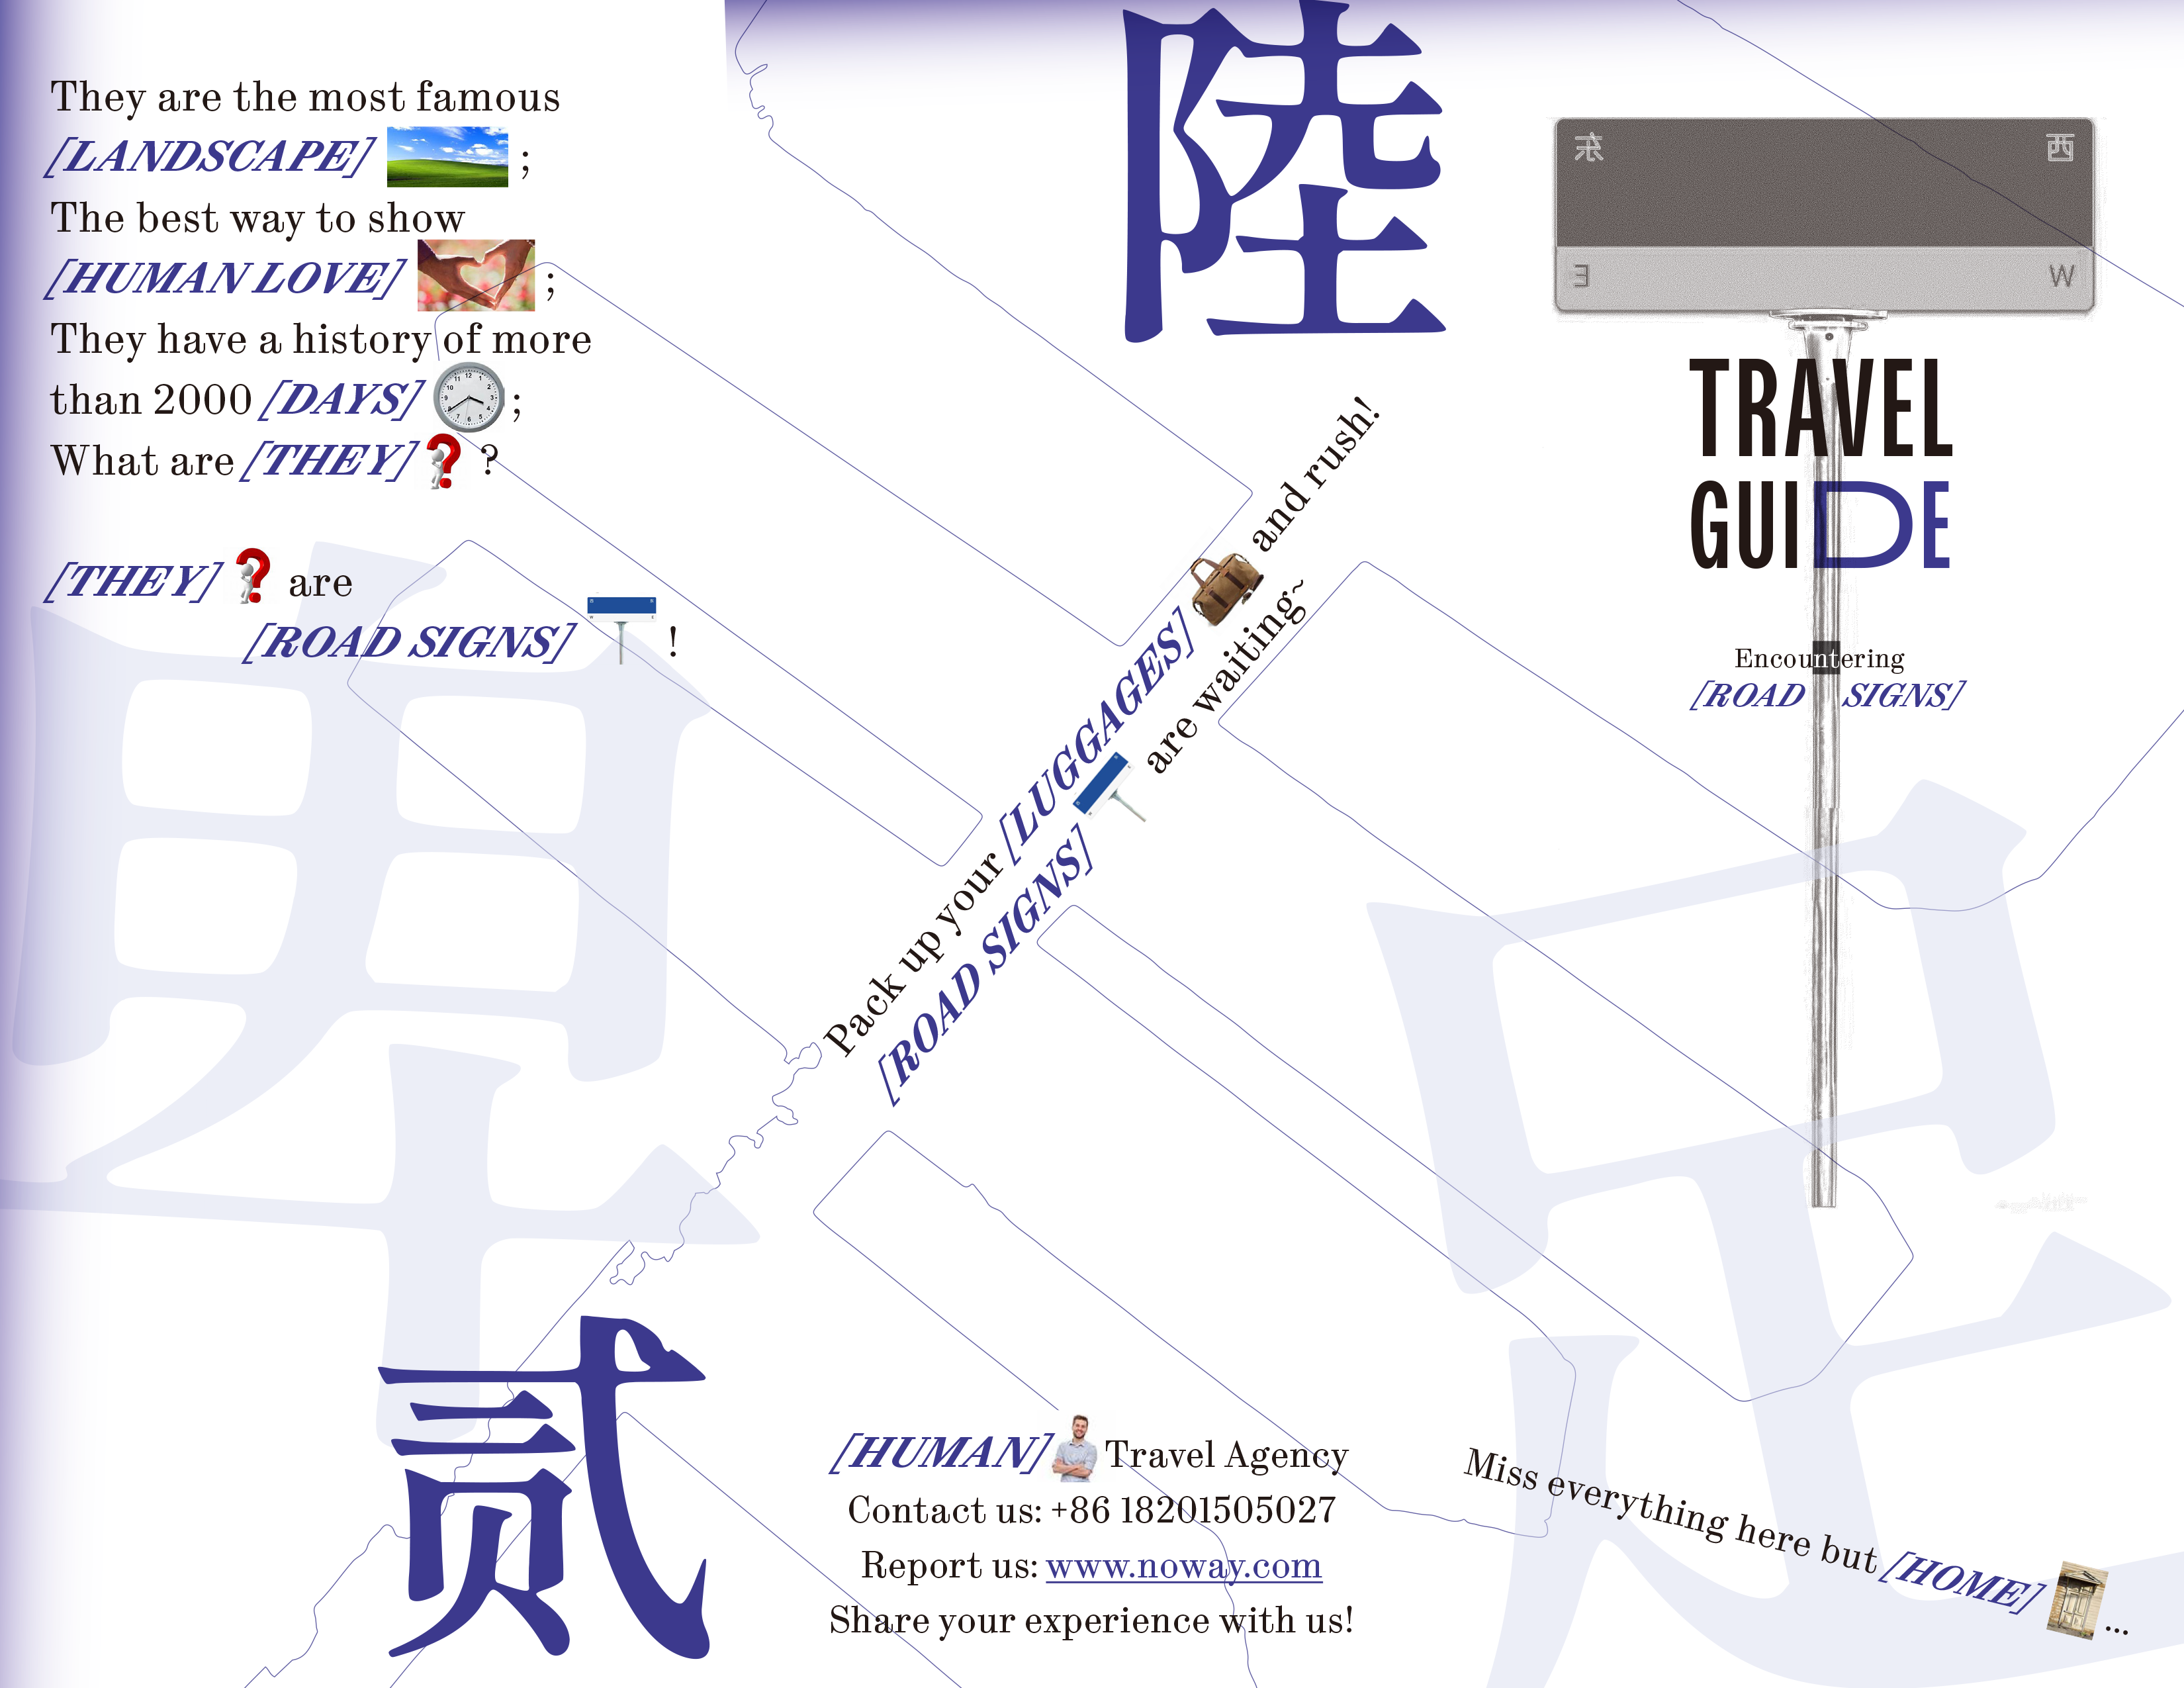 They are the most famous
[LANDSCAPE] ;
The best way to show
[HUMAN LOVE] ;
They have a history of more
than 2000 [DAYS] ;
What are [THEY] ?
[THEY] are
[ROAD SIGNS] !
贰
陸
Pack up your [LUGGAGES] and rush!
[ROAD SIGNS] are waiting~
[HUMAN] Travel Agency
Contact us: +86 18201505027
Report us: www.noway.com
Share your experience with us!
东 西
E W
TRAVEL
GUIDE
Encountering
[ROAD SIGNS]
Miss everything here but [HOME] ...